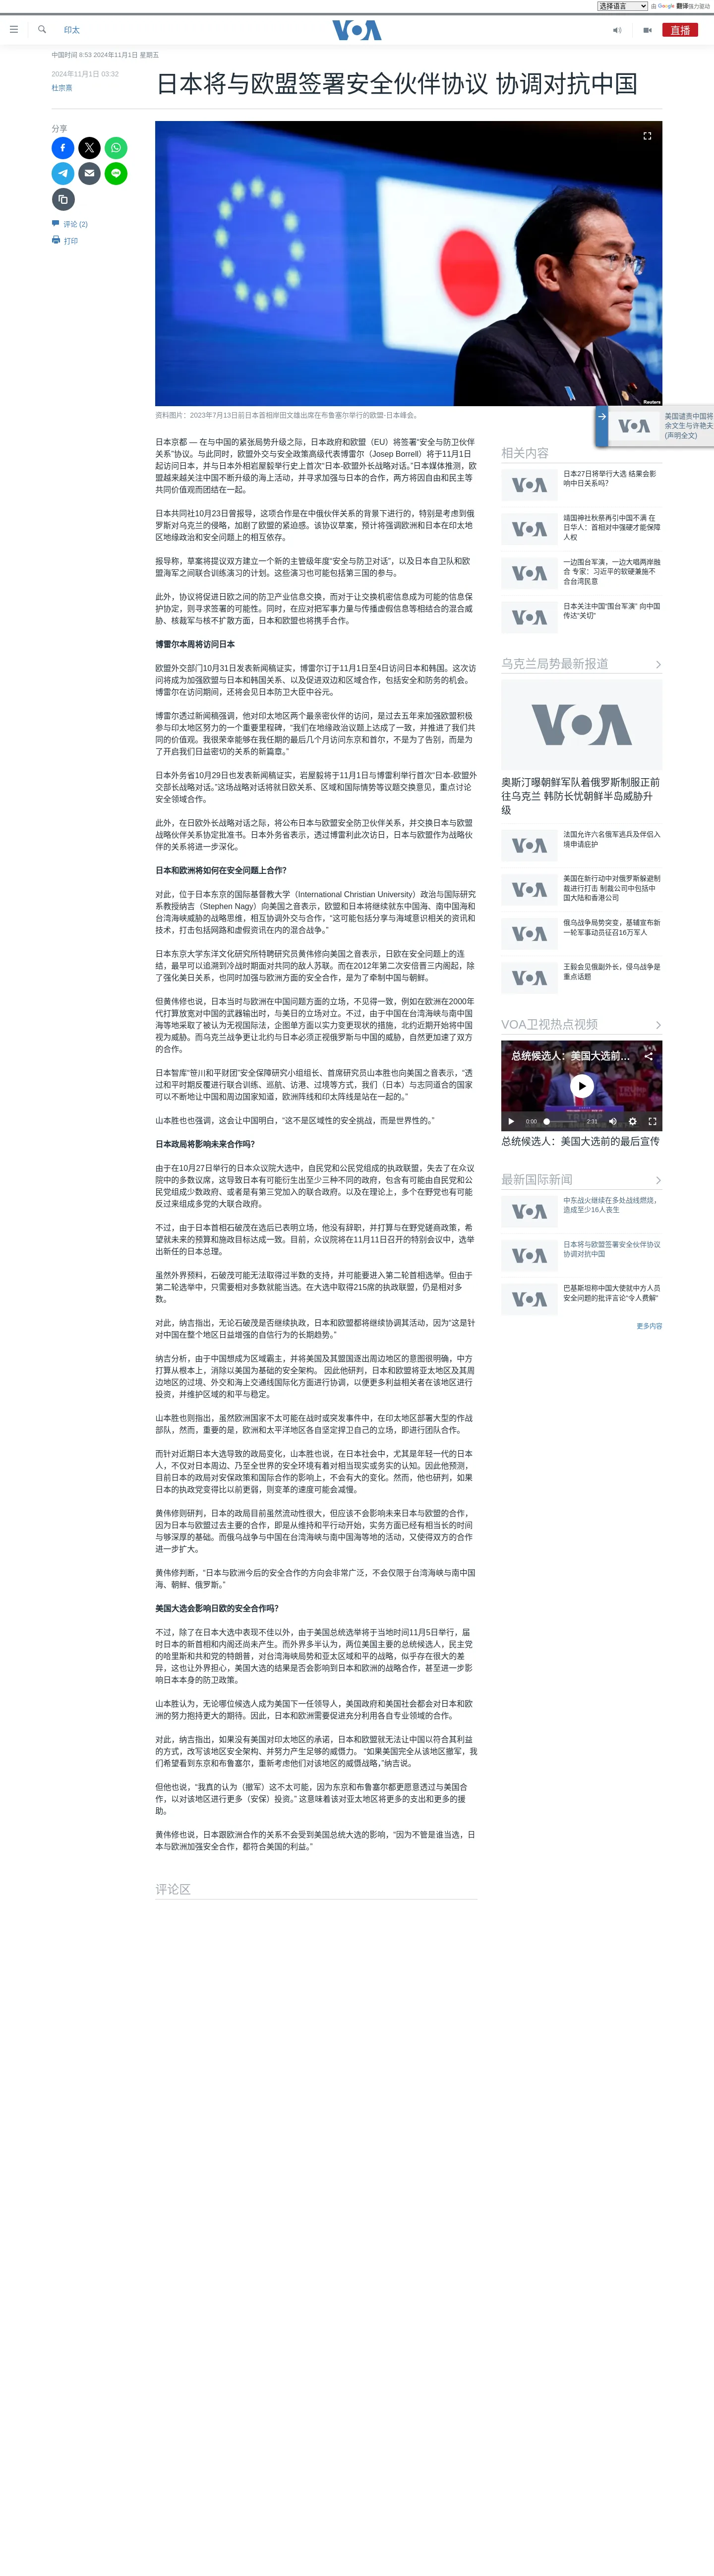 选择语言 由 Google 翻译强力驱动
印太
VOA
直播
中国时间 8:53 2024年11月1日 星期五
2024年11月1日 03:32
杜宗熹
日本将与欧盟签署安全伙伴协议 协调对抗中国
分享
评论 (2)
打印
Reuters
资料图片：2023年7月13日前日本首相岸田文雄出席在布鲁塞尔举行的欧盟-日本峰会。
日本京都 — 在与中国的紧张局势升级之际，日本政府和欧盟（EU）将签署“安全与防卫伙伴
关系”协议。与此同时，欧盟外交与安全政策高级代表博雷尔（Josep Borrell）将于11月1日
起访问日本，并与日本外相岩屋毅举行史上首次“日本-欧盟外长战略对话。”日本媒体推测，欧
盟越来越关注中国不断升级的海上活动，并寻求加强与日本的合作，两方将因自由和民主等
共同价值观而团结在一起。
日本共同社10月23日曾报导，这项合作是在中俄伙伴关系的背景下进行的，特别是考虑到俄
罗斯对乌克兰的侵略，加剧了欧盟的紧迫感。该协议草案，预计将强调欧洲和日本在印太地
区地缘政治和安全问题上的相互依存。
报导称，草案将提议双方建立一个新的主管级年度“安全与防卫对话”，以及日本自卫队和欧
盟海军之间联合训练演习的计划。这些演习也可能包括第三国的参与。
此外，协议将促进日欧之间的防卫产业信息交换，而对于让交换机密信息成为可能的信息保
护协定，则寻求签署的可能性。同时，在应对把军事力量与传播虚假信息等相结合的混合威
胁、核裁军与核不扩散方面，日本和欧盟也将携手合作。
博雷尔本周将访问日本
欧盟外交部门10月31日发表新闻稿证实，博雷尔订于11月1日至4日访问日本和韩国。这次访
问将成为加强欧盟与日本和韩国关系、以及促进双边和区域合作，包括安全和防务的机会。
博雷尔在访问期间，还将会见日本防卫大臣中谷元。
博雷尔透过新闻稿强调，他对印太地区两个最亲密伙伴的访问，是过去五年来加强欧盟积极
参与印太地区努力的一个重要里程碑，“我们在地缘政治议题上达成了一致，并推进了我们共
同的价值观。我很荣幸能够在我任期的最后几个月访问东京和首尔，不是为了告别，而是为
了开启我们日益密切的关系的新篇章。”
日本外务省10月29日也发表新闻稿证实，岩屋毅将于11月1日与博雷利举行首次“日本-欧盟外
交部长战略对话。”这场战略对话将就日欧关系、区域和国际情势等议题交换意见，重点讨论
安全领域合作。
此外，在日欧外长战略对话之际，将公布日本与欧盟安全防卫伙伴关系，并交换日本与欧盟
战略伙伴关系协定批准书。日本外务省表示，透过博雷利此次访日，日本与欧盟作为战略伙
伴的关系将进一步深化。
日本和欧洲将如何在安全问题上合作？
对此，位于日本东京的国际基督教大学（International Christian University）政治与国际研究
系教授纳吉（Stephen Nagy）向美国之音表示，欧盟和日本将继续就东中国海、南中国海和
台湾海峡威胁的战略思维，相互协调外交与合作，“这可能包括分享与海域意识相关的资讯和
技术，打击包括网路和虚假资讯在内的混合战争。”
日本东京大学东洋文化研究所特聘研究员黄伟修向美国之音表示，日欧在安全问题上的连
结，最早可以追溯到冷战时期面对共同的敌人苏联。而在2012年第二次安倍晋三内阁起，除
了强化美日关系，也同时加强与欧洲方面的安全合作，是为了牵制中国与朝鲜。
但黄伟修也说，日本当时与欧洲在中国问题方面的立场，不见得一致，例如在欧洲在2000年
代打算放宽对中国的武器输出时，与美日的立场对立。不过，由于中国在台湾海峡与南中国
海等地采取了被认为无视国际法，企图单方面以实力变更现状的措施，北约近期开始将中国
视为威胁。而乌克兰战争更让北约与日本必须正视俄罗斯与中国的威胁，自然更加速了双方
的合作。
日本智库“笹川和平财团”安全保障研究小组组长、首席研究员山本胜也向美国之音表示，“透
过和平时期反覆进行联合训练、巡航、访港、过境等方式，我们（日本）与志同道合的国家
可以不断地让中国和周边国家知道，欧洲阵线和印太阵线是站在一起的。”
山本胜也也强调，这会让中国明白，“这不是区域性的安全挑战，而是世界性的。”
日本政局将影响未来合作吗？
由于在10月27日举行的日本众议院大选中，自民党和公民党组成的执政联盟，失去了在众议
院中的多数议席，这导致日本有可能衍生出至少三种不同的政府，包含有可能由自民党和公
民党组成少数政府、或者是有第三党加入的联合政府。以及在理论上，多个在野党也有可能
反过来组成多党的大联合政府。
不过，由于日本首相石破茂在选后已表明立场，他没有辞职，并打算与在野党磋商政策，希
望就未来的预算和施政目标达成一致。目前，众议院将在11月11日召开的特别会议中，选举
出新任的日本总理。
虽然外界预料，石破茂可能无法取得过半数的支持，并可能要进入第二轮首相选举。但由于
第二轮选举中，只需要相对多数就能当选。在大选中取得215席的执政联盟，仍是相对多
数。
对此，纳吉指出，无论石破茂是否继续执政，日本和欧盟都将继续协调其活动，因为“这是针
对中国在整个地区日益增强的自信行为的长期趋势。”
纳吉分析，由于中国想成为区域霸主，并将美国及其盟国逐出周边地区的意图很明确，中方
打算从根本上，消除以美国为基础的安全架构。 因此他研判，日本和欧盟将亚太地区及其周
边地区的过境、外交和海上交通线国际化方面进行协调，以便更多利益相关者在该地区进行
投资，并维护区域的和平与稳定。
山本胜也则指出，虽然欧洲国家不太可能在战时或突发事件中，在印太地区部署大型的作战
部队，然而，重要的是，欧洲和太平洋地区各自坚定捍卫自己的立场，即进行团队合作。
而针对近期日本大选导致的政局变化，山本胜也说，在日本社会中，尤其是年轻一代的日本
人，不仅对日本周边、乃至全世界的安全环境有着对相当现实或务实的认知。因此他预测，
目前日本的政局对安保政策和国际合作的影响上，不会有大的变化。然而，他也研判，如果
日本的执政党变得比以前更弱，则变革的速度可能会减慢。
黄伟修则研判，日本的政局目前虽然流动性很大，但应该不会影响未来日本与欧盟的合作，
因为日本与欧盟过去主要的合作，即是从维持和平行动开始，实务方面已经有相当长的时间
与够深厚的基础。而俄乌战争与中国在台湾海峡与南中国海等地的活动，又使得双方的合作
进一步扩大。
黄伟修判断，“日本与欧洲今后的安全合作的方向会非常广泛，不会仅限于台湾海峡与南中国
海、朝鲜、俄罗斯。”
美国大选会影响日欧的安全合作吗？
不过，除了在日本大选中表现不佳以外，由于美国总统选举将于当地时间11月5日举行，届
时日本的新首相和内阁还尚未产生。而外界多半认为，两位美国主要的总统候选人，民主党
的哈里斯和共和党的特朗普，对台湾海峡局势和亚太区域和平的战略，似乎存在很大的差
异，这也让外界担心，美国大选的结果是否会影响到日本和欧洲的战略合作，甚至进一步影
响日本本身的防卫政策。
山本胜认为，无论哪位候选人成为美国下一任领导人，美国政府和美国社会都会对日本和欧
洲的努力抱持更大的期待。因此，日本和欧洲需要促进充分利用各自专业领域的合作。
对此，纳吉指出，如果没有美国对印太地区的承诺，日本和欧盟就无法让中国以符合其利益
的方式，改写该地区安全架构、并努力产生足够的威慑力。 “如果美国完全从该地区撤军，我
们希望看到东京和布鲁塞尔，重新考虑他们对该地区的威慑战略，”纳吉说。
但他也说，“我真的认为（撤军）这不太可能，因为东京和布鲁塞尔都更愿意透过与美国合
作，以对该地区进行更多（安保）投资。” 这意味着该对亚太地区将更多的支出和更多的援
助。
黄伟修也说，日本跟欧洲合作的关系不会受到美国总统大选的影响，“因为不管是谁当选，日
本与欧洲加强安全合作，都符合美国的利益。”
评论区
美国谴责中国将
余文生与许艳夫
(声明全文)
相关内容
日本27日将举行大选 结果会影
响中日关系吗？
靖国神社秋祭再引中国不满 在
日华人：首相对中强硬才能保障
人权
一边围台军演，一边大唱两岸融
合 专家：习近平的软硬兼施不
合台湾民意
日本关注中国“围台军演” 向中国
传达“关切”
乌克兰局势最新报道
奥斯汀曝朝鲜军队着俄罗斯制服正前
往乌克兰 韩防长忧朝鲜半岛威胁升
级
法国允许六名俄军逃兵及伴侣入
境申请庇护
美国在新行动中对俄罗斯躲避制
裁进行打击 制裁公司中包括中
国大陆和香港公司
俄乌战争局势突变，基辅宣布新
一轮军事动员征召16万军人
王毅会见俄副外长，侵乌战争是
重点话题
VOA卫视热点视频
总统候选人：美国大选前...
0:00 2:31
总统候选人：美国大选前的最后宣传
最新国际新闻
中东战火继续在多处战线燃烧，
造成至少16人丧生
日本将与欧盟签署安全伙伴协议
协调对抗中国
巴基斯坦称中国大使就中方人员
安全问题的批评言论“令人费解”
更多内容